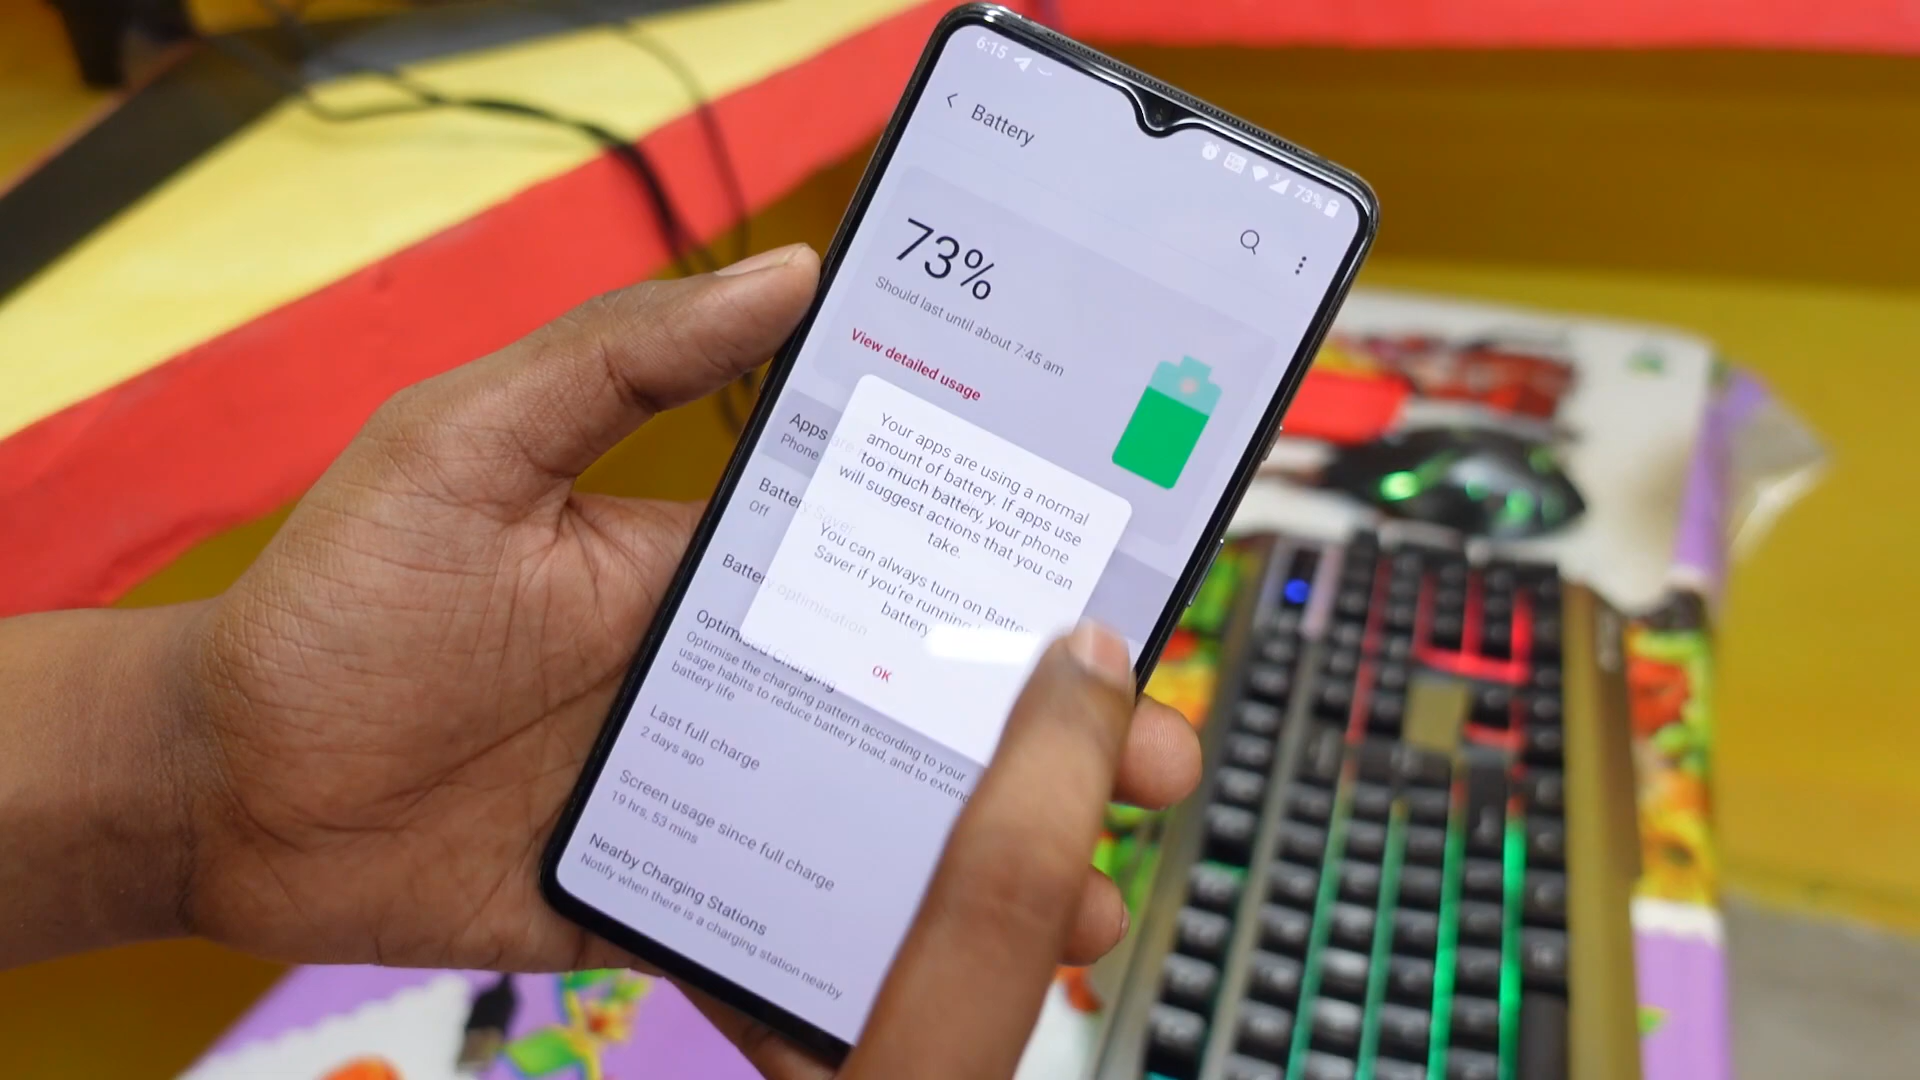 6:15
73%
Battery
73%
Should last until about 7:45 am
View detailed usage
Apps
Phone
Your apps are using a normal
amount of battery. If apps use
too much battery, your phone
will suggest actions that you can
take.
You can always turn on Battery
Saver if you're running
battery
OK
Battery Saver
Off
Battery optimisation
Optimised Charging
Optimise the charging pattern according to your
usage habits to reduce battery load, and to extend
battery life
Last full charge
2 days ago
Screen usage since full charge
19 hrs, 53 mins
Nearby Charging Stations
Notify when there is a charging station nearby